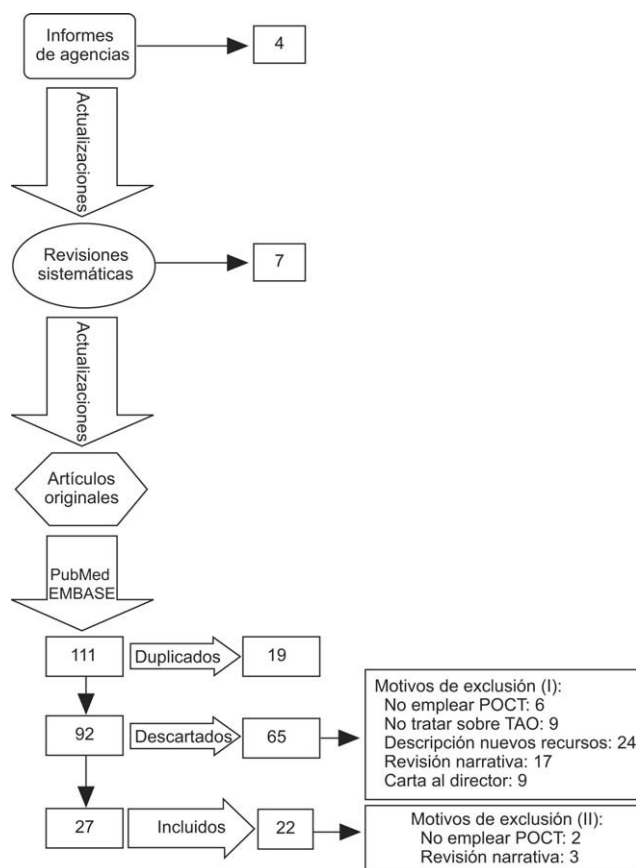 Informes
de agencias
4
Actualizaciones
Revisiones
sistemáticas
7
Actualizaciones
Artículos
originales
PubMed
EMBASE
111
Duplicados
19
92
Descartados
65
Motivos de exclusión (I):
No emplear POCT: 6
No tratar sobre TAO: 9
Descripción nuevos recursos: 24
Revisión narrativa: 17
Carta al director: 9
27
Incluidos
22
Motivos de exclusión (II):
No emplear POCT: 2
Revisión narrativa: 3